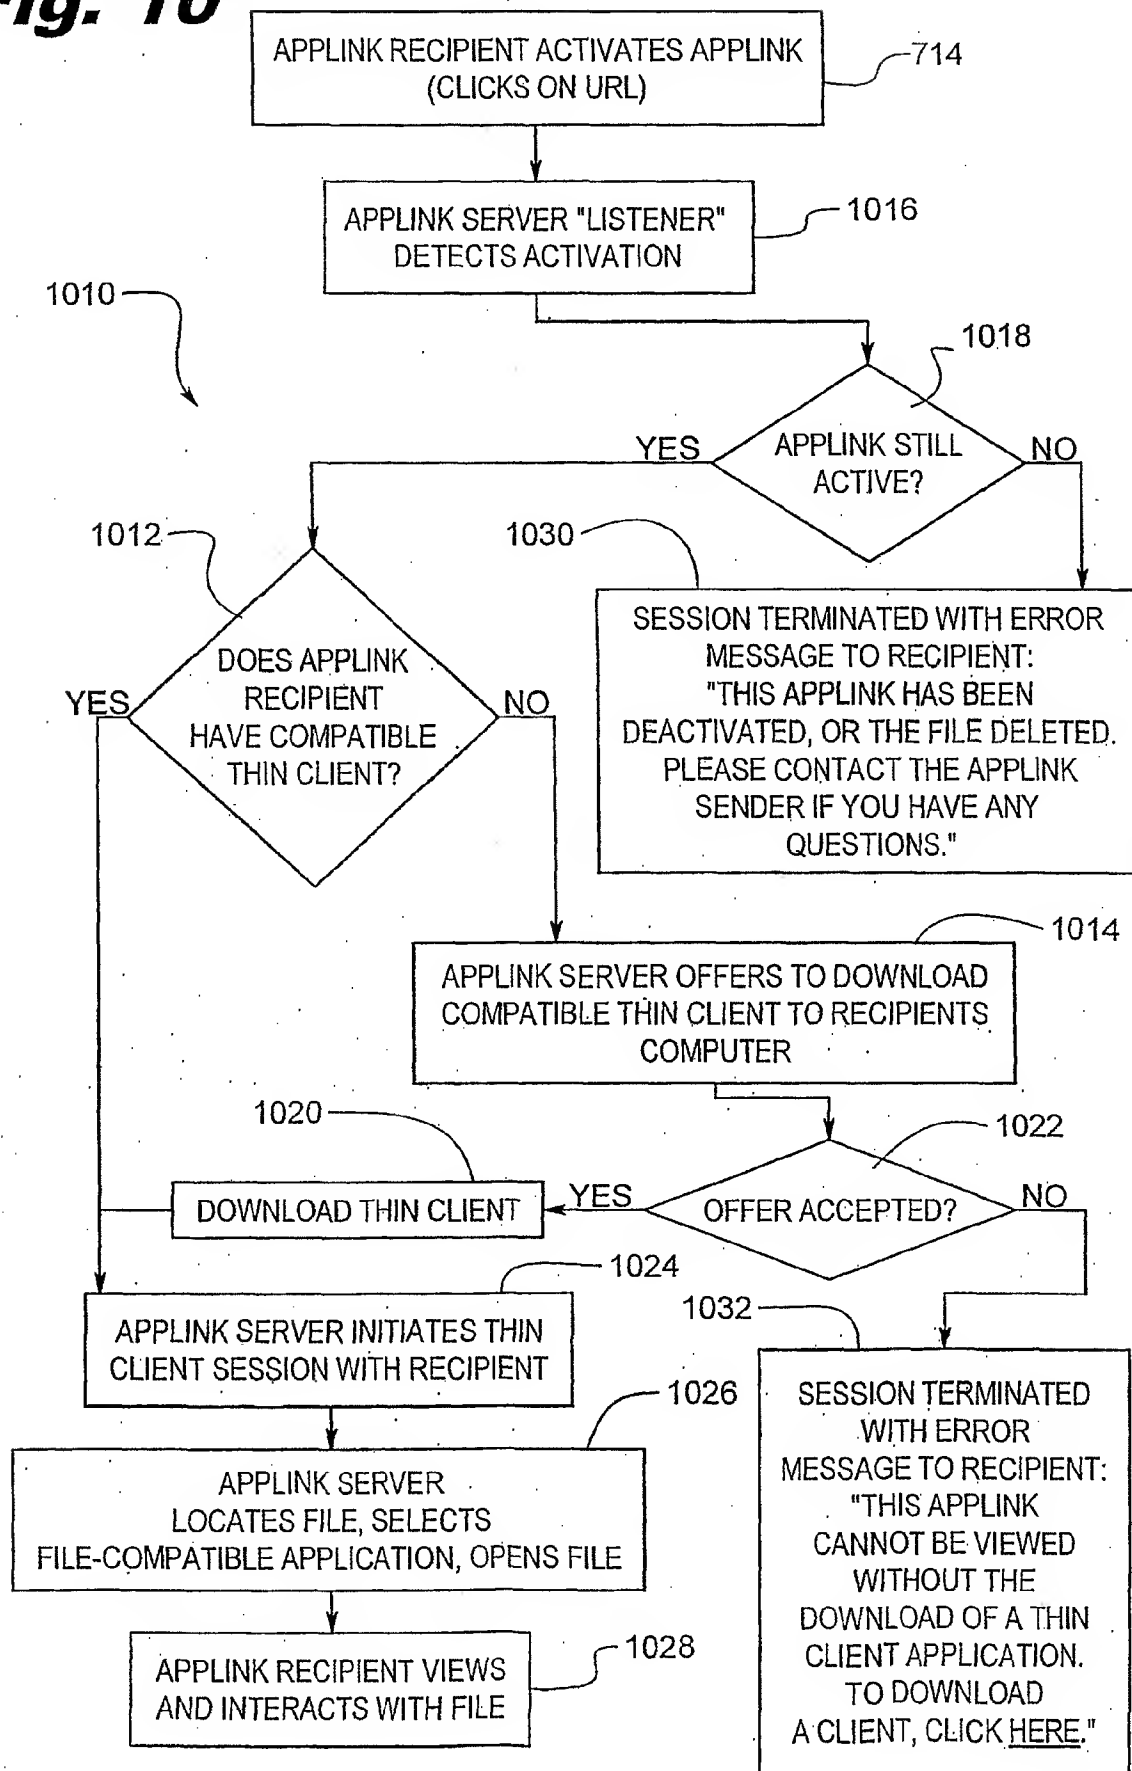 Fig. 10
APPLINK RECIPIENT ACTIVATES APPLINK
(CLICKS ON URL)
714
APPLINK SERVER "LISTENER"
DETECTS ACTIVATION
1016
1010
1018
APPLINK STILL
ACTIVE?
YES
NO
1012
1030
DOES APPLINK
RECIPIENT
HAVE COMPATIBLE
THIN CLIENT?
YES
NO
SESSION TERMINATED WITH ERROR
MESSAGE TO RECIPIENT:
"THIS APPLINK HAS BEEN
DEACTIVATED, OR THE FILE DELETED.
PLEASE CONTACT THE APPLINK
SENDER IF YOU HAVE ANY
QUESTIONS."
1014
APPLINK SERVER OFFERS TO DOWNLOAD
COMPATIBLE THIN CLIENT TO RECIPIENTS
COMPUTER
1020
1022
DOWNLOAD THIN CLIENT
YES
OFFER ACCEPTED?
NO
1024
APPLINK SERVER INITIATES THIN
CLIENT SESSION WITH RECIPIENT
1032
1026
APPLINK SERVER
LOCATES FILE, SELECTS
FILE-COMPATIBLE APPLICATION, OPENS FILE
1028
APPLINK RECIPIENT VIEWS
AND INTERACTS WITH FILE
SESSION TERMINATED
WITH ERROR
MESSAGE TO RECIPIENT:
"THIS APPLINK
CANNOT BE VIEWED
WITHOUT THE
DOWNLOAD OF A THIN
CLIENT APPLICATION.
TO DOWNLOAD
A CLIENT, CLICK HERE."